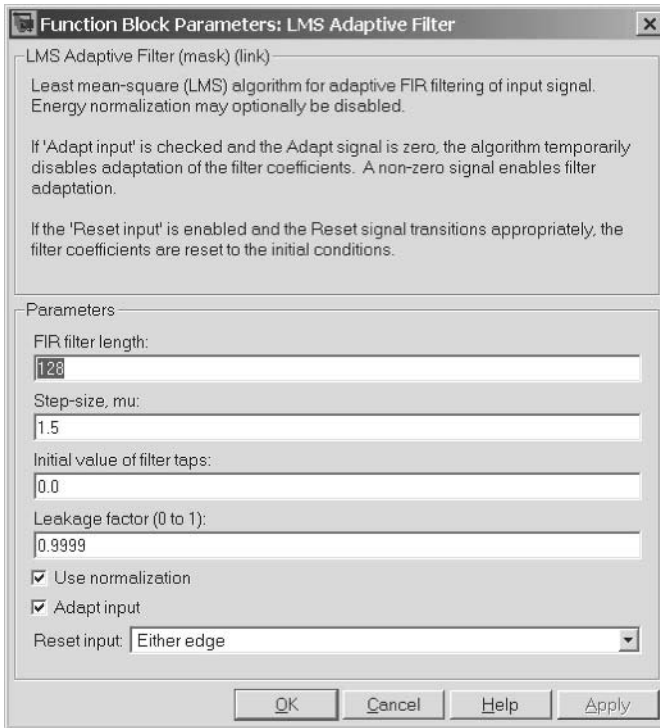 Function Block Parameters: LMS Adaptive Filter
LMS Adaptive Filter (mask) (link)
Least mean-square (LMS) algorithm for adaptive FIR filtering of input signal.
Energy normalization may optionally be disabled.
If 'Adapt input' is checked and the Adapt signal is zero, the algorithm temporarily
disables adaptation of the filter coefficients. A non-zero signal enables filter
adaptation.
If the 'Reset input' is enabled and the Reset signal transitions appropriately, the
filter coefficients are reset to the initial conditions.
Parameters
FIR filter length:
128
Step-size, mu:
1.5
Initial value of filter taps:
0.0
Leakage factor (0 to 1):
0.9999
Use normalization
Adapt input
Reset input: Either edge
OK Cancel Help Apply